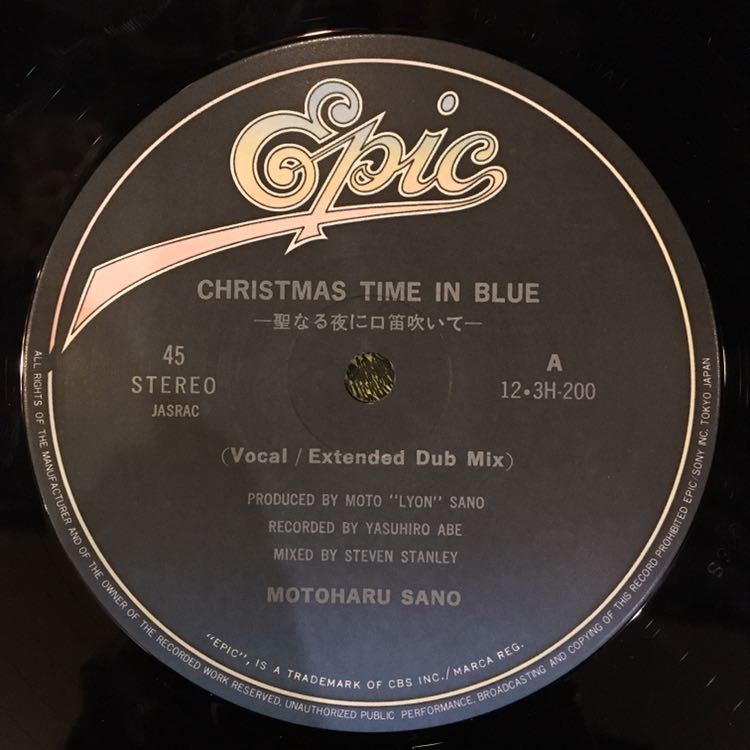 Epic
CHRISTMAS TIME IN BLUE
—聖なる夜に口笛吹いて—
45
STEREO
JASRAC
A
12・3H-200
(Vocal / Extended Dub Mix)
PRODUCED BY MOTO "LYON" SANO
RECORDED BY YASUHIRO ABE
MIXED BY STEVEN STANLEY
MOTOHARU SANO
"EPIC", IS A TRADEMARK OF CBS INC./MARCA REG.
ALL RIGHTS OF THE MANUFACTURER AND OF THE OWNER OF THE RECORDED WORK RESERVED. UNAUTHORIZED PUBLIC PERFORMANCE, BROADCASTING AND COPYING OF THIS RECORD PROHIBITED EPIC/SONY INC. TOKYO JAPAN